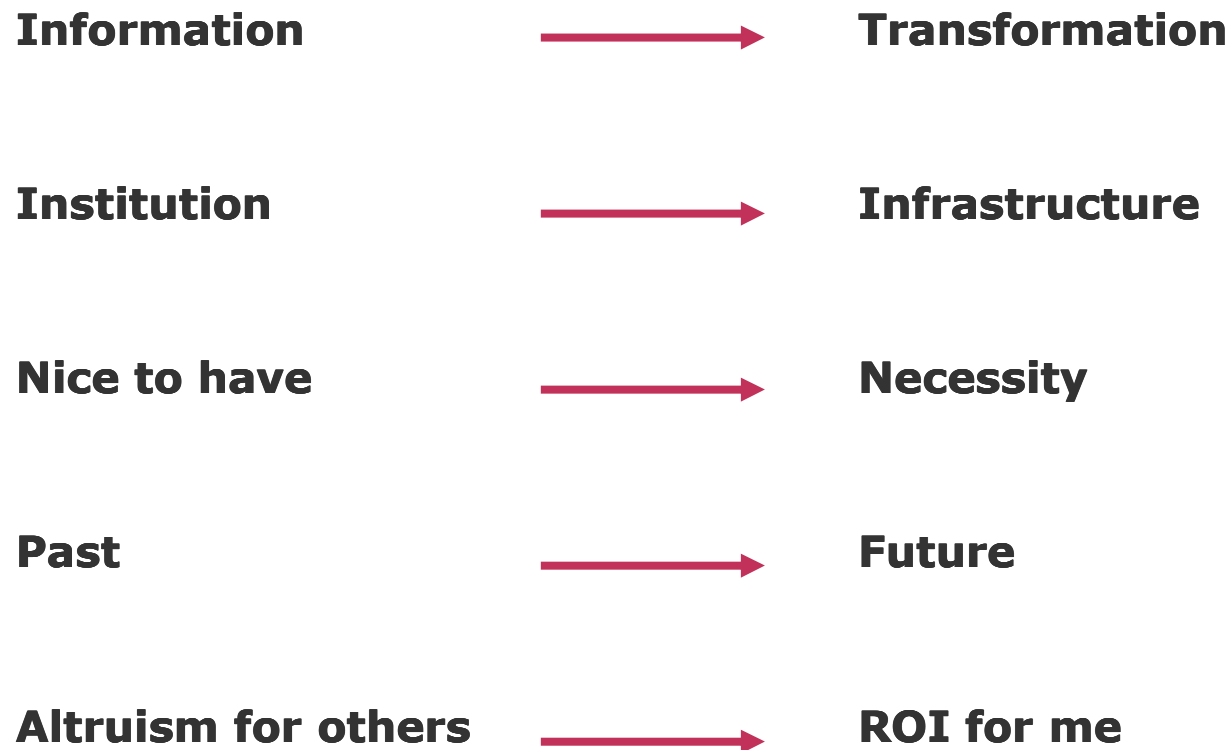 Information Transformation
Institution Infrastructure
Nice to have Necessity
Past Future
Altruism for others ROI for me